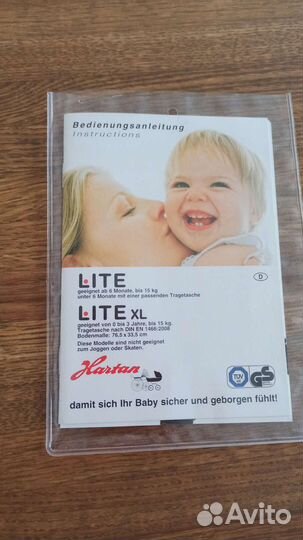 Bedienungsanleitung
Instructions
LITE
geeignet ab 6 Monate, bis 15 kg
unter 6 Monate mit einer passenden Tragetasche
D
LITE XL
geeignet von 0 bis 3 Jahre, bis 15 kg.
Tragetasche nach DIN EN 1466:2008
Bodenmaße: 76,5 x 33,5 cm
Diese Modelle sind nicht geeignet
zum Joggen oder Skaten.
Hartan
TÜV
GS
damit sich Ihr Baby sicher und geborgen fühlt!
Avito